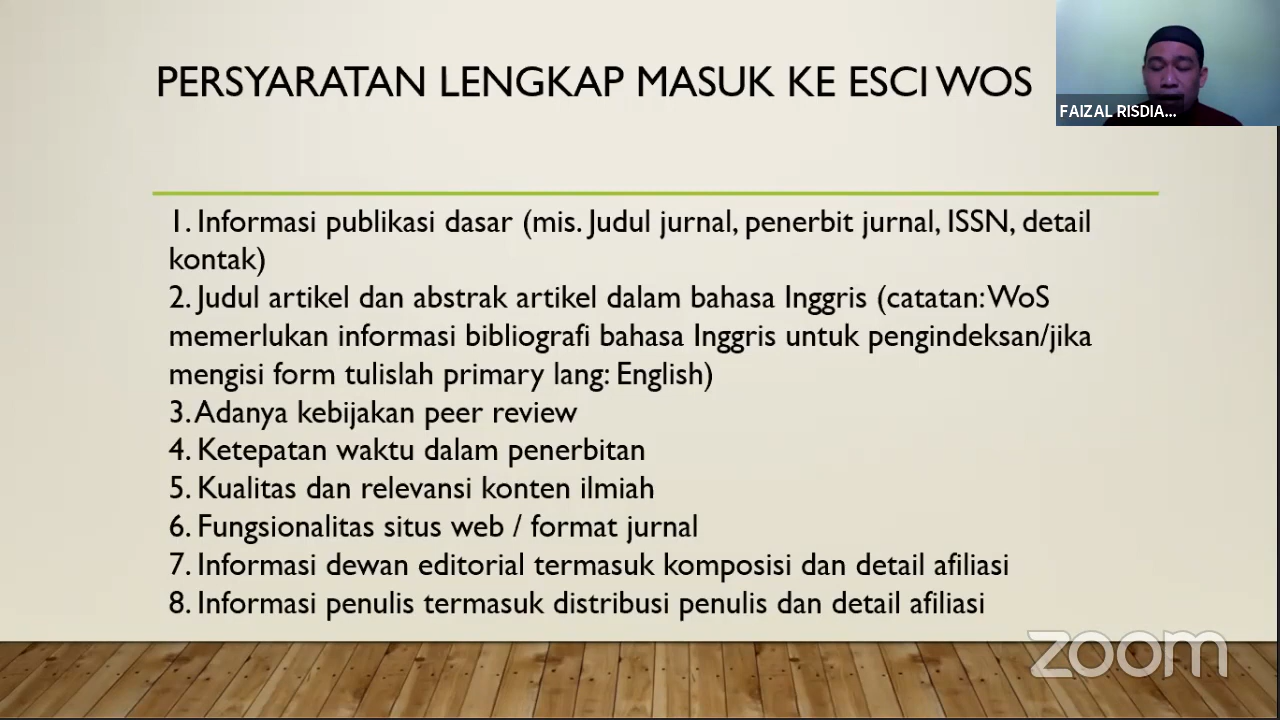 PERSYARATAN LENGKAP MASUK KE ESCI WOS
FAIZAL RISDIA...
1. Informasi publikasi dasar (mis. Judul jurnal, penerbit jurnal, ISSN, detail
kontak)
2. Judul artikel dan abstrak artikel dalam bahasa Inggris (catatan: WoS
memerlukan informasi bibliografi bahasa Inggris untuk pengindeksan/jika
mengisi form tulislah primary lang: English)
3. Adanya kebijakan peer review
4. Ketepatan waktu dalam penerbitan
5. Kualitas dan relevansi konten ilmiah
6. Fungsionalitas situs web / format jurnal
7. Informasi dewan editorial termasuk komposisi dan detail afiliasi
8. Informasi penulis termasuk distribusi penulis dan detail afiliasi
zoom